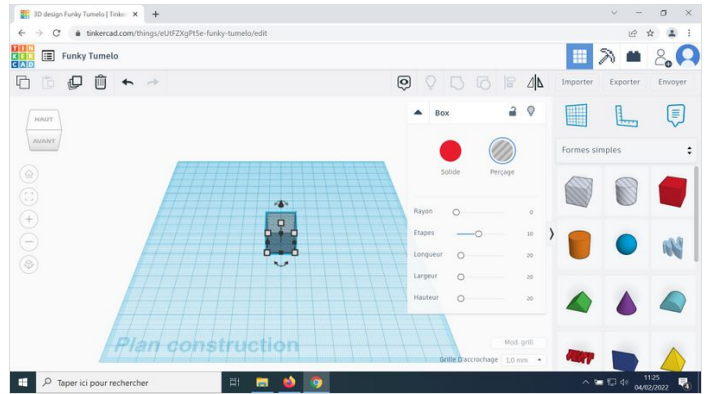 3D design Funky Tumelo | Tinker
tinkercad.com/things/eUtFZXgPtSe-funky-tumelo/edit
TIN
KER
CAD
Funky Tumelo
Importer
Exporter
Envoyer
HAUT
AVANT
Box
Solide
Perçage
Rayon
0
Etapes
10
Longueur
20
Largeur
20
Hauteur
20
Formes simples
Plan construction
Mod. grill
Grille D'accrochage
1,0 mm
Taper ici pour rechercher
11:25
04/02/2022